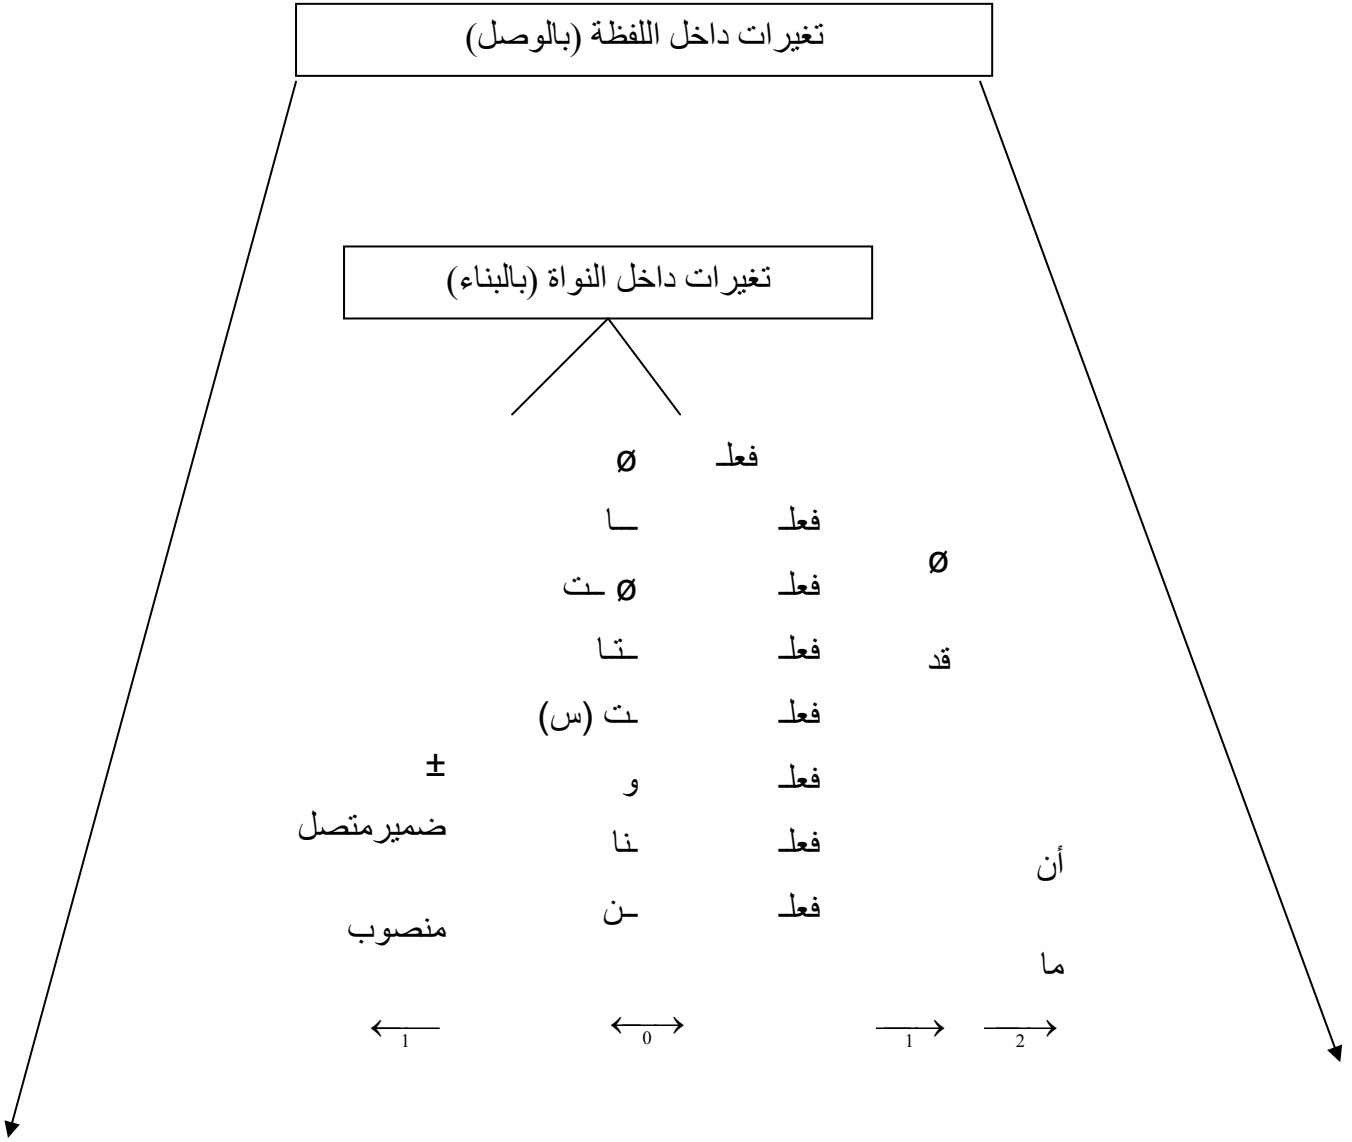 تغيرات داخل اللفظة (بالوصل)
تغيرات داخل النواة (بالبناء)
فعلـ ø
فعلـ ـا
ø
فعلـ ø ـت
فعلـ ـتـا
قد
فعلـ ـت (س)
±
فعلـ و
ضميرمتصل
فعلـ ـنا
أن
فعلـ ـن
منصوب
ما
2 1 0 1